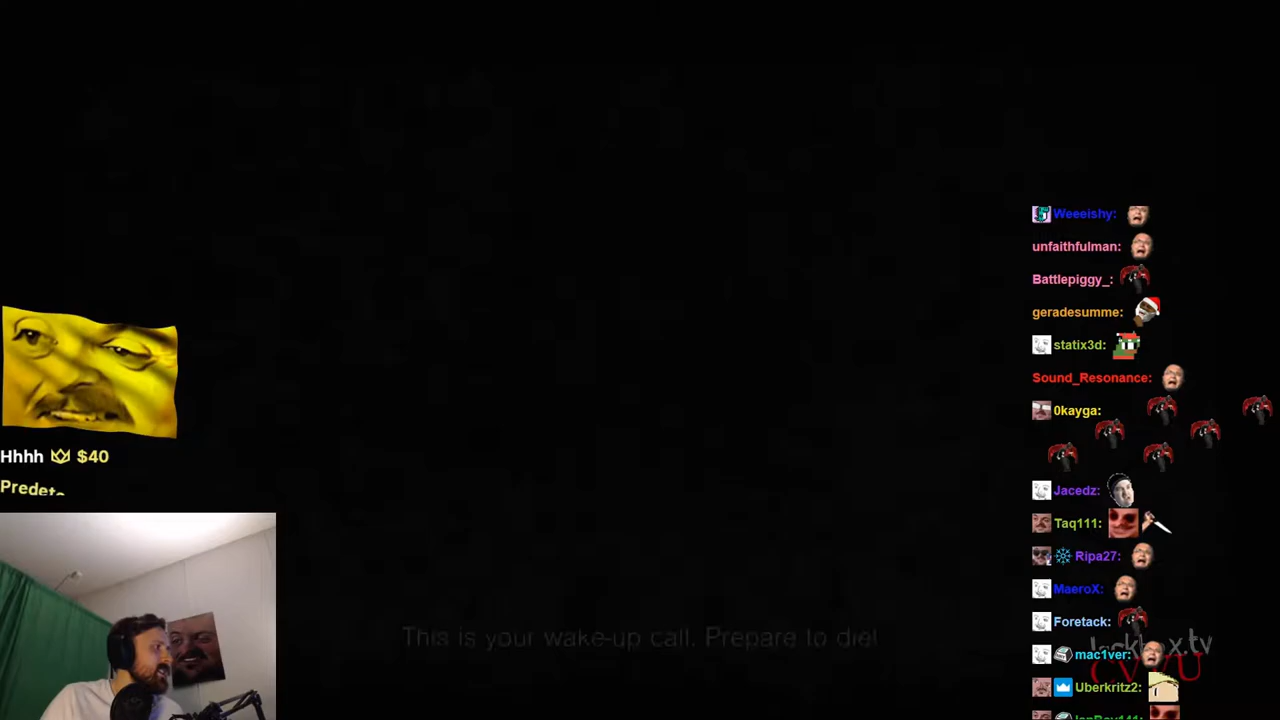 Weeeishy:
unfaithfulman:
Battlepiggy_:
geradesumme:
statix3d:
Sound_Resonance:
0kayga:
Hhhh $40
Predeto
Jacedz:
Taq111:
Ripa27:
MaeroX:
Foretack:
This is your wake-up call. Prepare to die!
mac1ver:
Uberkritz2: